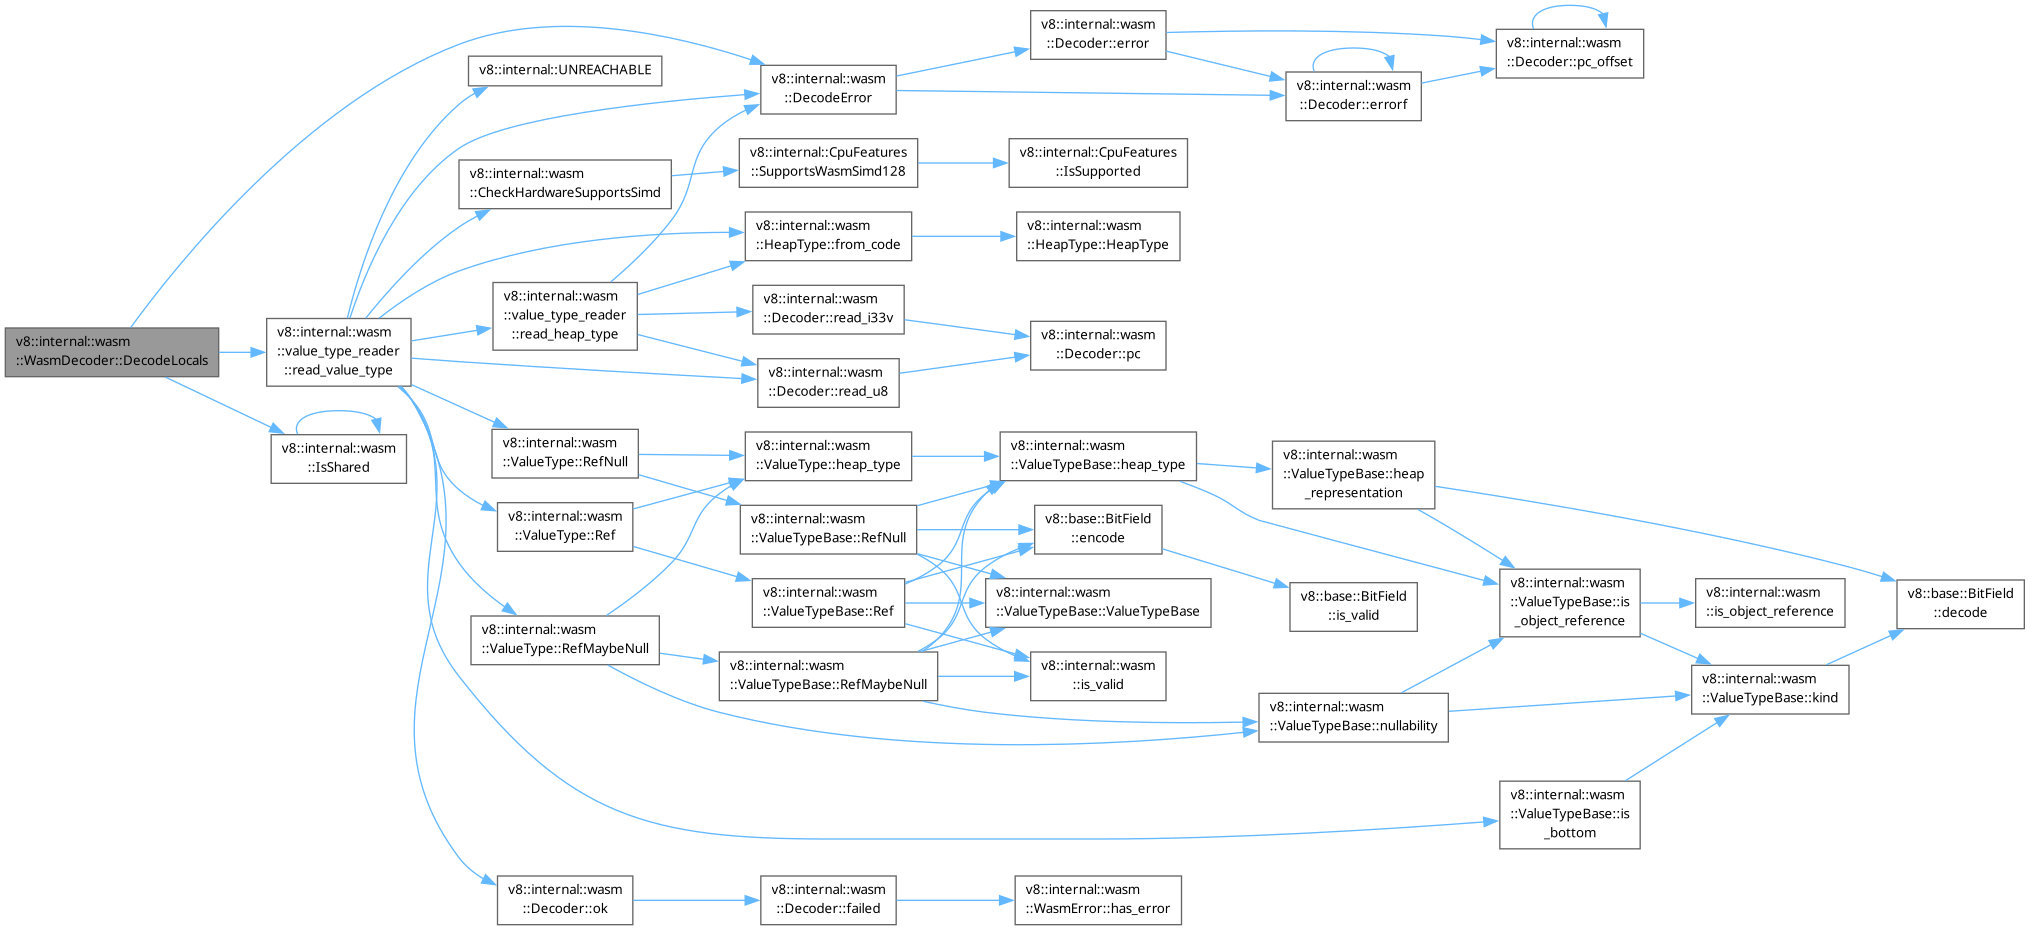 v8::internal::wasm
::WasmDecoder::DecodeLocals
v8::internal::wasm
::value_type_reader
::read_value_type
v8::internal::wasm
::IsShared
v8::internal::UNREACHABLE
v8::internal::wasm
::CheckHardwareSupportsSimd
v8::internal::wasm
::value_type_reader
::read_heap_type
v8::internal::wasm
::ValueType::RefNull
v8::internal::wasm
::ValueType::Ref
v8::internal::wasm
::ValueType::RefMaybeNull
v8::internal::wasm
::Decoder::ok
v8::internal::wasm
::DecodeError
v8::internal::CpuFeatures
::SupportsWasmSimd128
v8::internal::wasm
::HeapType::from_code
v8::internal::wasm
::Decoder::read_i33v
v8::internal::wasm
::Decoder::read_u8
v8::internal::wasm
::ValueType::heap_type
v8::internal::wasm
::ValueTypeBase::RefNull
v8::internal::wasm
::ValueTypeBase::Ref
v8::internal::wasm
::ValueTypeBase::RefMaybeNull
v8::internal::wasm
::Decoder::failed
v8::internal::wasm
::Decoder::error
v8::internal::CpuFeatures
::IsSupported
v8::internal::wasm
::HeapType::HeapType
v8::internal::wasm
::Decoder::pc
v8::internal::wasm
::ValueTypeBase::heap_type
v8::base::BitField
::encode
v8::internal::wasm
::ValueTypeBase::ValueTypeBase
v8::internal::wasm
::is_valid
v8::internal::wasm
::WasmError::has_error
v8::internal::wasm
::Decoder::errorf
v8::internal::wasm
::ValueTypeBase::heap
_representation
v8::base::BitField
::is_valid
v8::internal::wasm
::ValueTypeBase::nullability
v8::internal::wasm
::Decoder::pc_offset
v8::internal::wasm
::ValueTypeBase::is
_object_reference
v8::internal::wasm
::ValueTypeBase::is
_bottom
v8::internal::wasm
::is_object_reference
v8::internal::wasm
::ValueTypeBase::kind
v8::base::BitField
::decode